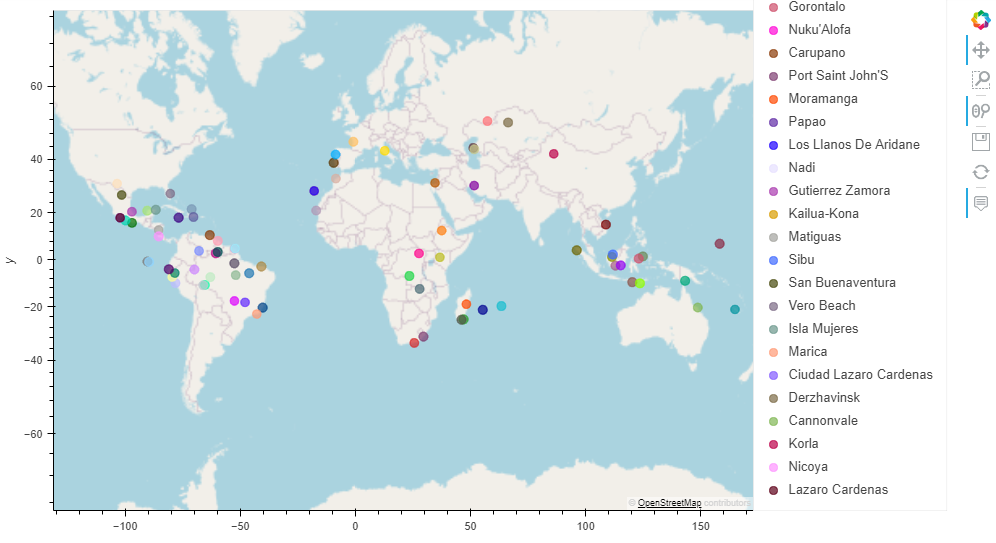 Gorontalo
Nuku'Alofa
Carupano
Port Saint John'S
Moramanga
Papao
Los Llanos De Aridane
Nadi
Gutierrez Zamora
Kailua-Kona
Matiguas
Sibu
San Buenaventura
Vero Beach
Isla Mujeres
Marica
Ciudad Lazaro Cardenas
Derzhavinsk
Cannonvale
Korla
Nicoya
Lazaro Cardenas
60
40
20
0
−20
−40
−60
y
© OpenStreetMap contributors
−100
−50
0
50
100
150